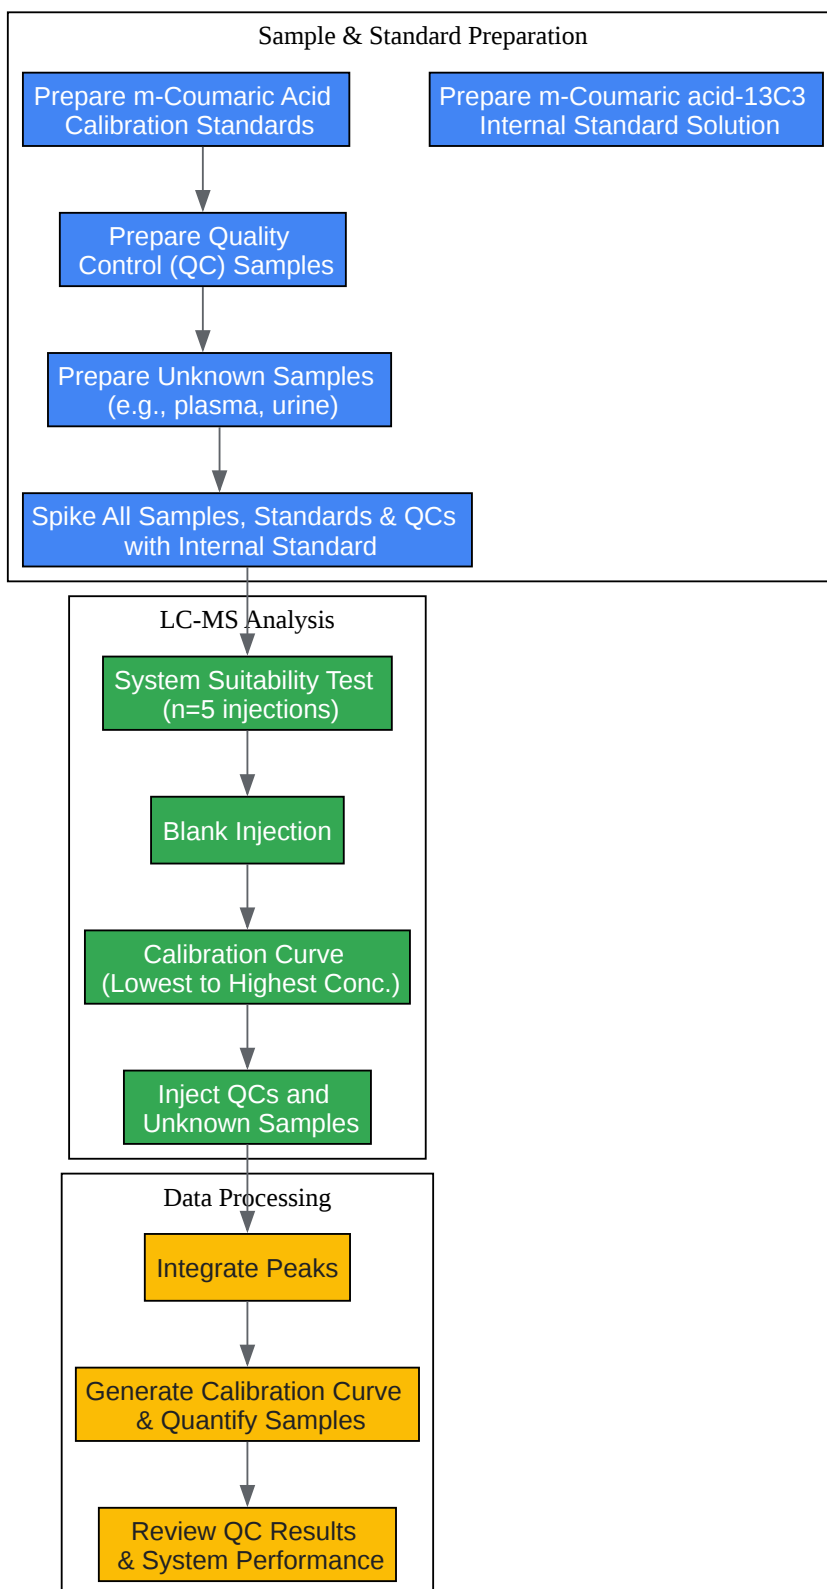 Sample & Standard Preparation
Prepare m-Coumaric Acid
Calibration Standards
Prepare m-Coumaric acid-13C3
Internal Standard Solution
Prepare Quality
Control (QC) Samples
Prepare Unknown Samples
(e.g., plasma, urine)
Spike All Samples, Standards & QCs
with Internal Standard
LC-MS Analysis
System Suitability Test
(n=5 injections)
Blank Injection
Calibration Curve
(Lowest to Highest Conc.)
Inject QCs and
Unknown Samples
Data Processing
Integrate Peaks
Generate Calibration Curve
& Quantify Samples
Review QC Results
& System Performance